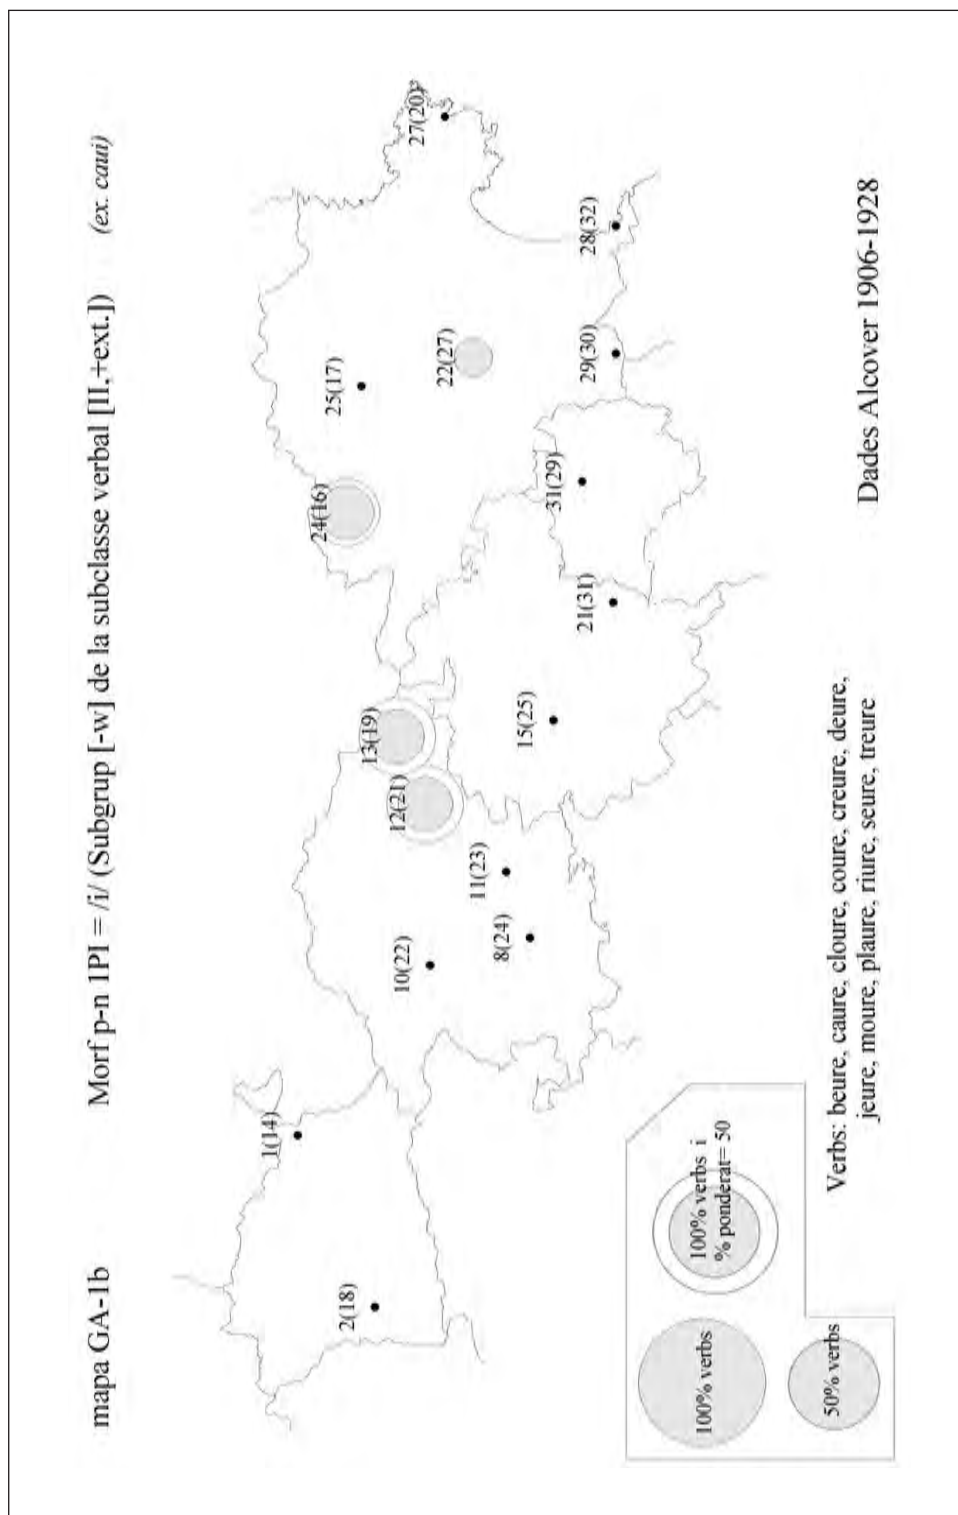 mapa GA-1b
Morf p-n 1PI = /i/ (Subgrup [-w] de la subclasse verbal [II,+ext.])
(ex. caui)
1(14)
2(18)
10(22)
8(24)
11(23)
12(21)
13(19)
15(25)
21(31)
24(16)
25(17)
22(27)
31(29)
29(30)
28(32)
27(20)
100% verbs
50% verbs
100% verbs i
% ponderat= 50
Verbs: beure, caure, cloure, coure, creure, deure,
jeure, moure, plaure, riure, seure, treure
Dades Alcover 1906-1928